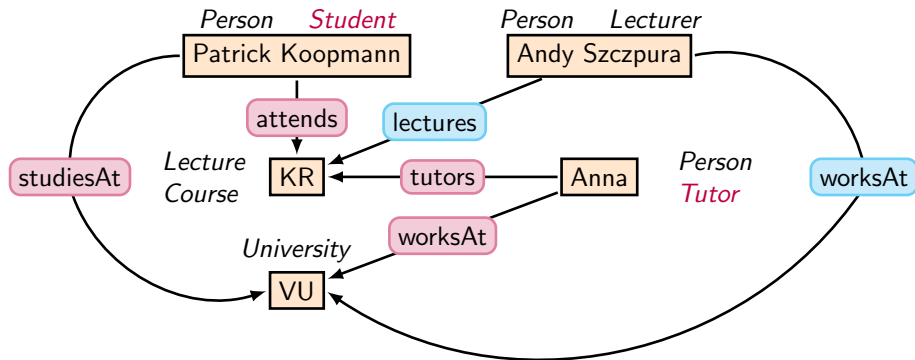 Person Student Person Lecturer
Patrick Koopmann Andy Szczpura
attends
lectures
Lecture
Course
KR
tutors
Anna
Person
Tutor
studiesAt
worksAt
worksAt
University
VU